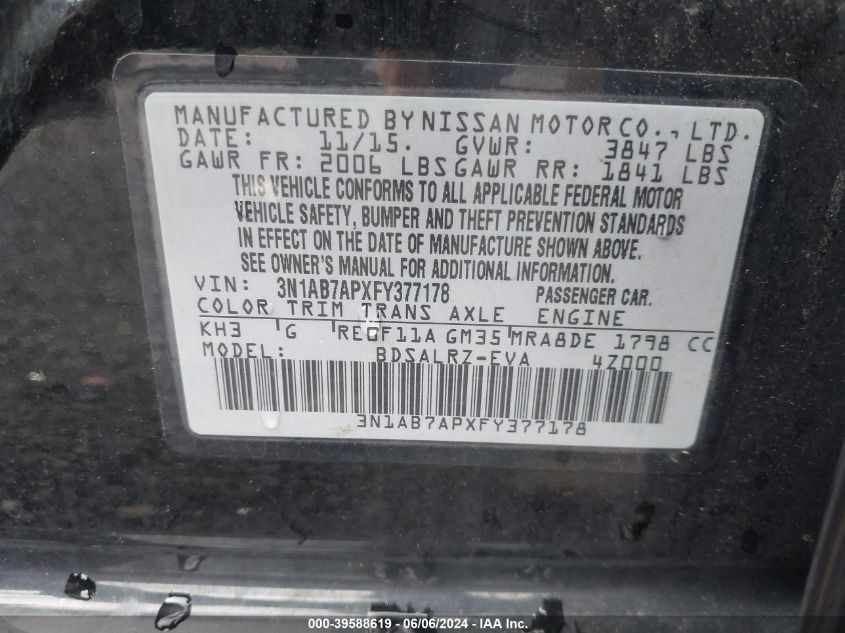 MANUFACTURED BY NISSAN MOTOR CO., LTD.
DATE: 11/15. GVWR: 3847 LBS
GAWR FR: 2006 LBS GAWR RR: 1841 LBS
THIS VEHICLE CONFORMS TO ALL APPLICABLE FEDERAL MOTOR
VEHICLE SAFETY, BUMPER AND THEFT PREVENTION STANDARDS
IN EFFECT ON THE DATE OF MANUFACTURE SHOWN ABOVE.
SEE OWNER'S MANUAL FOR ADDITIONAL INFORMATION.
VIN: 3N1AB7APXFY377178 PASSENGER CAR.
COLOR TRIM TRANS AXLE ENGINE
KH3 G RE0F11A GM35 MRA8DE 1798 CC
MODEL: BDSALRZ-EVA 4Z000
3N1AB7APXFY377178
000-39588619 - 06/06/2024 - IAA Inc.